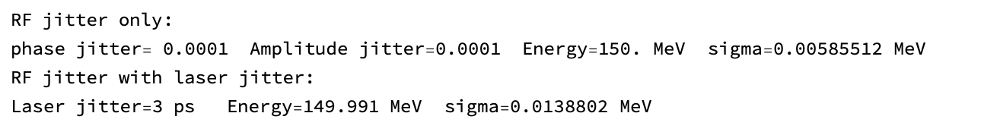 RF jitter only:
phase jitter= 0.0001  Amplitude jitter=0.0001  Energy=150. MeV  sigma=0.00585512 MeV
RF jitter with laser jitter:
Laser jitter=3 ps   Energy=149.991 MeV  sigma=0.0138802 MeV